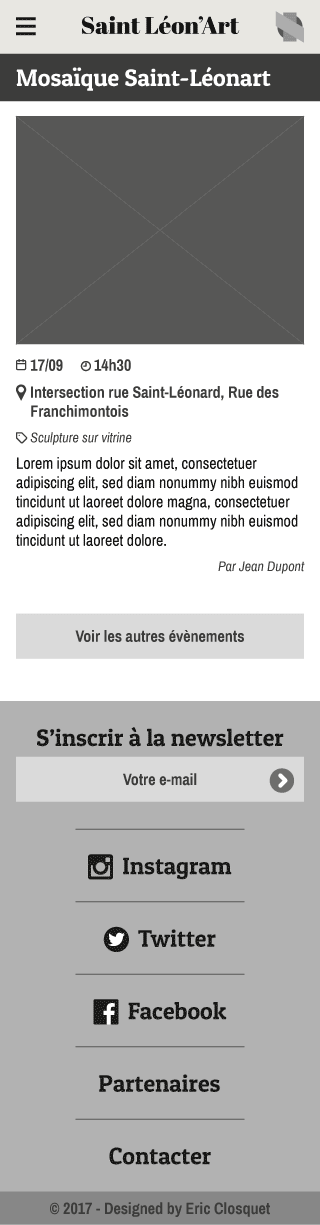 Saint Léon’Art
Mosaïque Saint-Léonart
17/09 14h30
Intersection rue Saint-Léonard, Rue des
Franchimontois
Sculpture sur vitrine
Lorem ipsum dolor sit amet, consectetuer
adipiscing elit, sed diam nonummy nibh euismod
tincidunt ut laoreet dolore magna, consectetuer
adipiscing elit, sed diam nonummy nibh euismod
tincidunt ut laoreet dolore.
Par Jean Dupont
Voir les autres évènements
S’inscrir à la newsletter
Votre e-mail
Instagram
Twitter
Facebook
Partenaires
Contacter
© 2017 - Designed by Eric Closquet